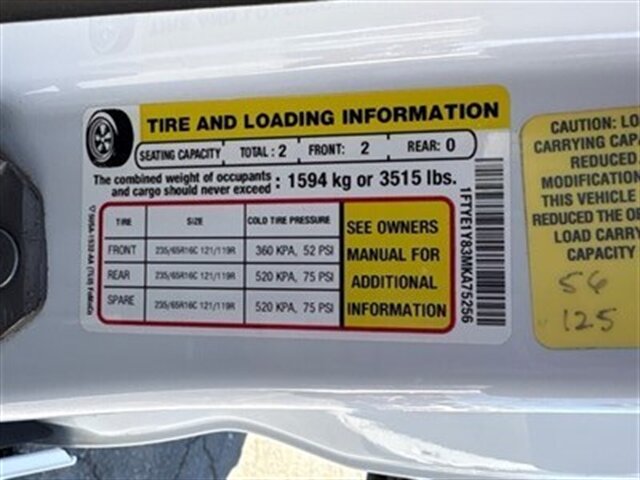 TIRE AND LOADING INFORMATION
SEATING CAPACITY TOTAL : 2 FRONT: 2 REAR: 0
The combined weight of occupants
and cargo should never exceed : 1594 kg or 3515 lbs.
TIRE SIZE COLD TIRE PRESSURE
FRONT 235/65R16C 121/119R 360 KPA, 52 PSI
REAR 235/65R16C 121/119R 520 KPA, 75 PSI
SPARE 235/65R16C 121/119R 520 KPA, 75 PSI
SEE OWNERS
MANUAL FOR
ADDITIONAL
INFORMATION
1FTYE1Y83MKA75256
CAUTION: LO
CARRYING CAPA
REDUCED
MODIFICATION
THIS VEHICLE
REDUCED THE O
LOAD CARRY
CAPACITY
56
125